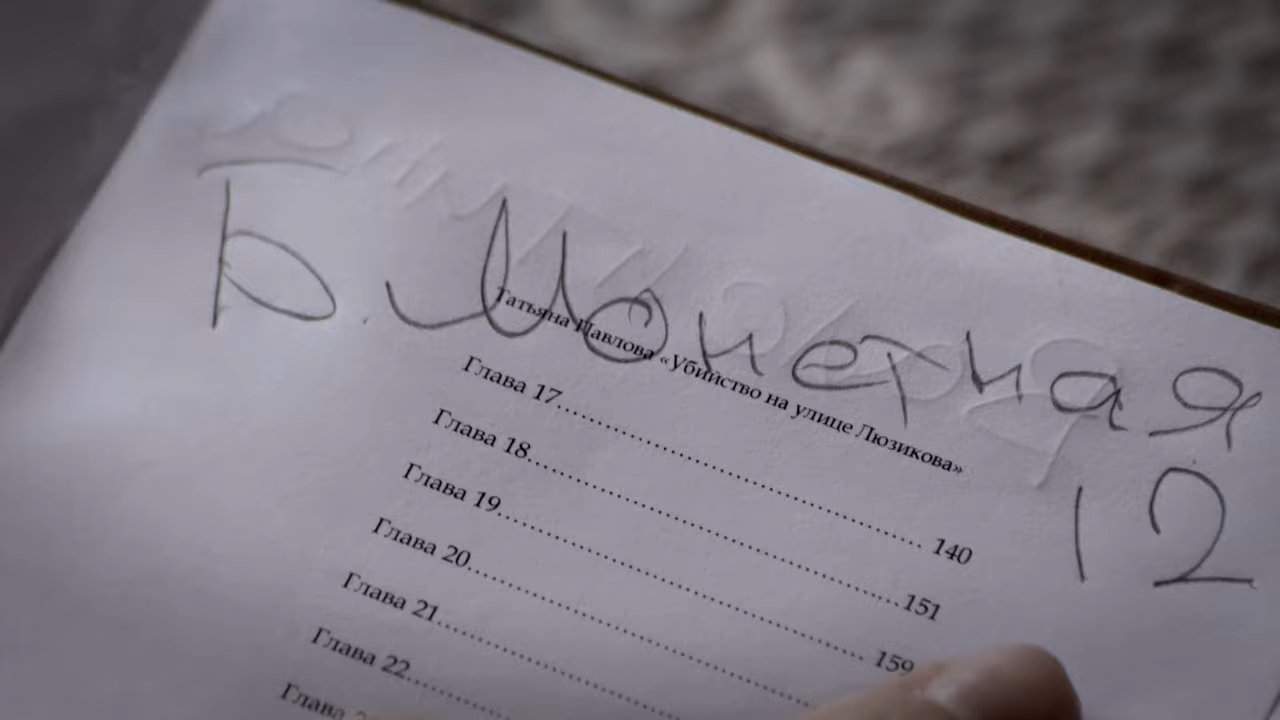 Б. Монетная
12
Татьяна Павлова «Убийство на улице Люзикова»
Глава 17 140
Глава 18 151
Глава 19 159
Глава 20
Глава 21
Глава 22
Глава